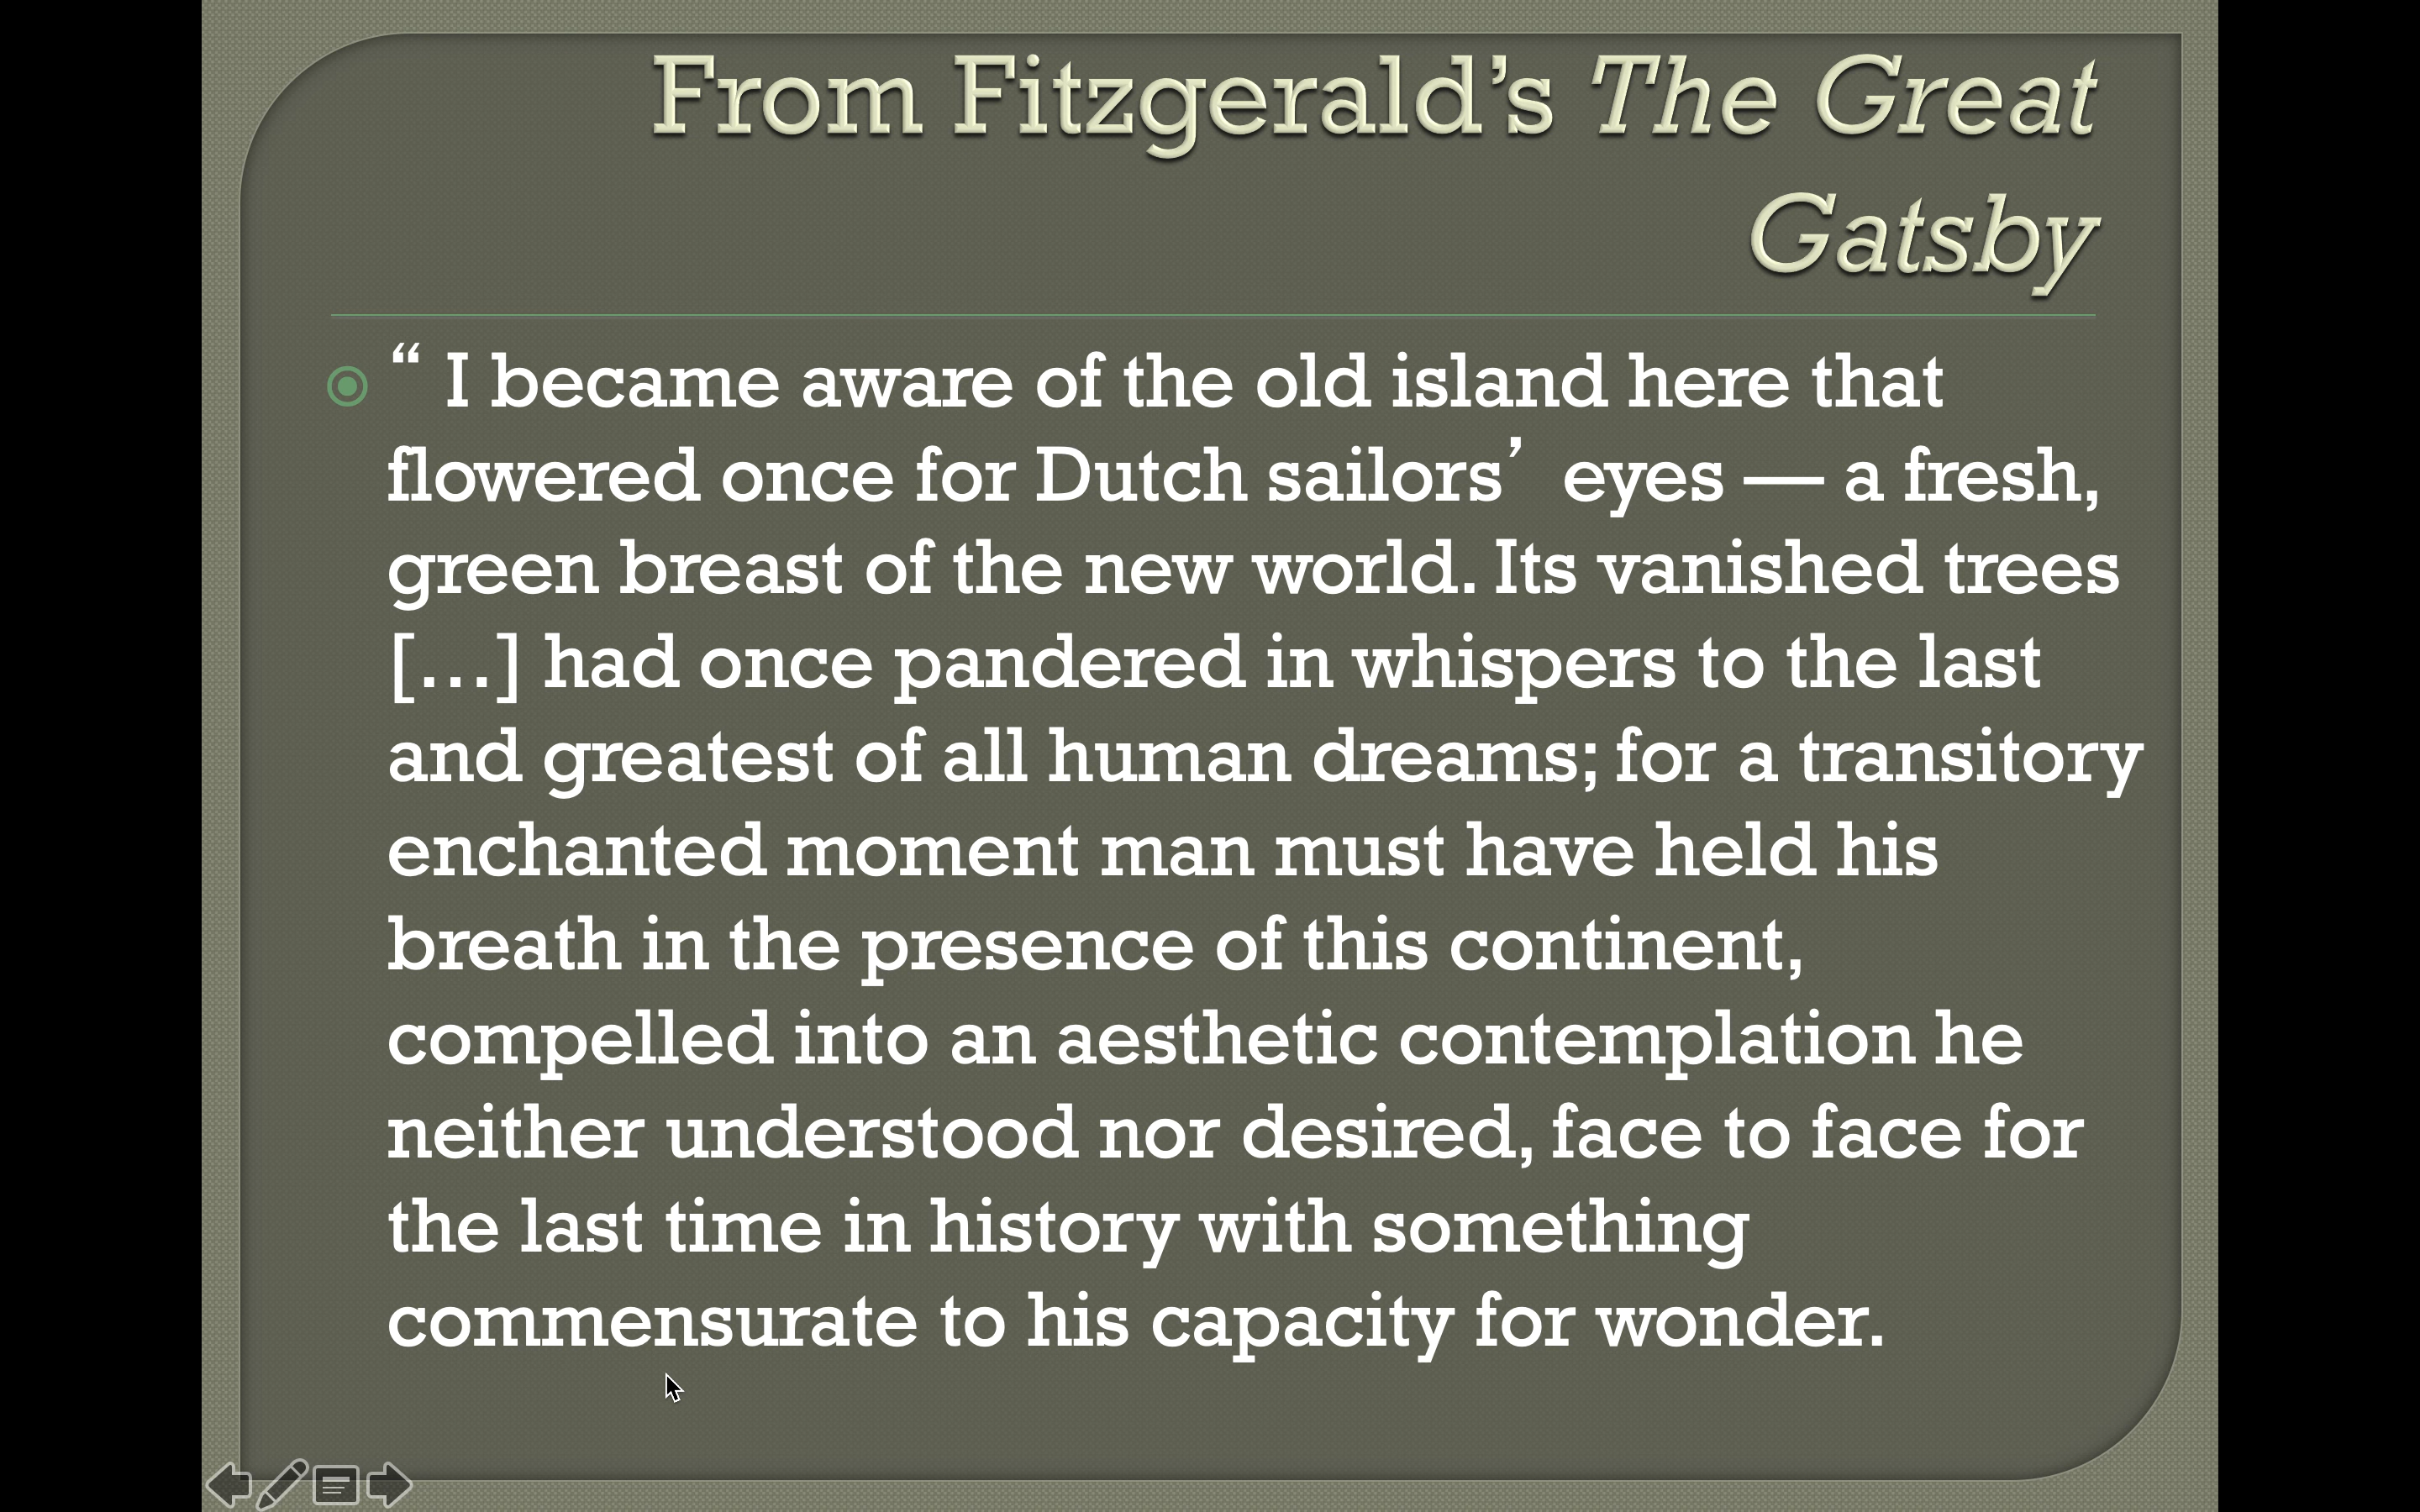 From Fitzgerald’s The Great
Gatsby
“ I became aware of the old island here that
flowered once for Dutch sailors’ eyes — a fresh,
green breast of the new world. Its vanished trees
[…] had once pandered in whispers to the last
and greatest of all human dreams; for a transitory
enchanted moment man must have held his
breath in the presence of this continent,
compelled into an aesthetic contemplation he
neither understood nor desired, face to face for
the last time in history with something
commensurate to his capacity for wonder.